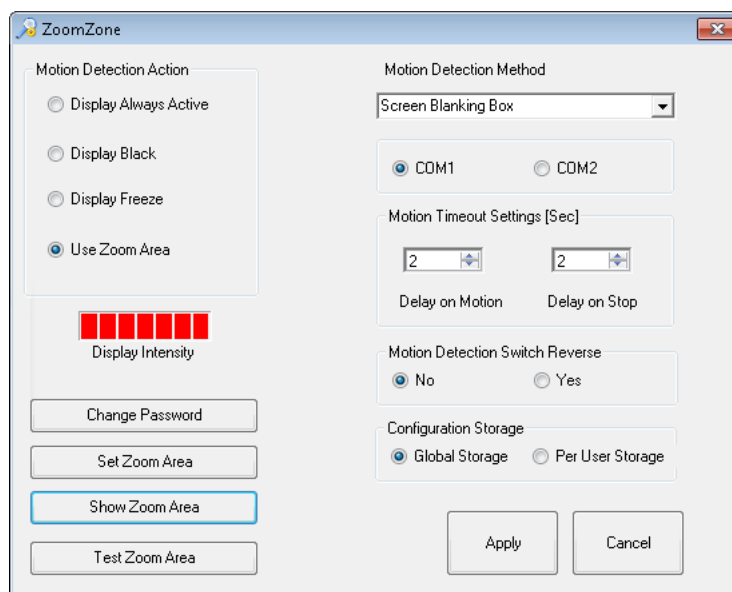 ZoomZone
Motion Detection Action
Display Always Active
Display Black
Display Freeze
Use Zoom Area
Display Intensity
Change Password
Set Zoom Area
Show Zoom Area
Test Zoom Area
Motion Detection Method
Screen Blanking Box
COM1 COM2
Motion Timeout Settings [Sec]
2 2
Delay on Motion Delay on Stop
Motion Detection Switch Reverse
No Yes
Configuration Storage
Global Storage Per User Storage
Apply Cancel